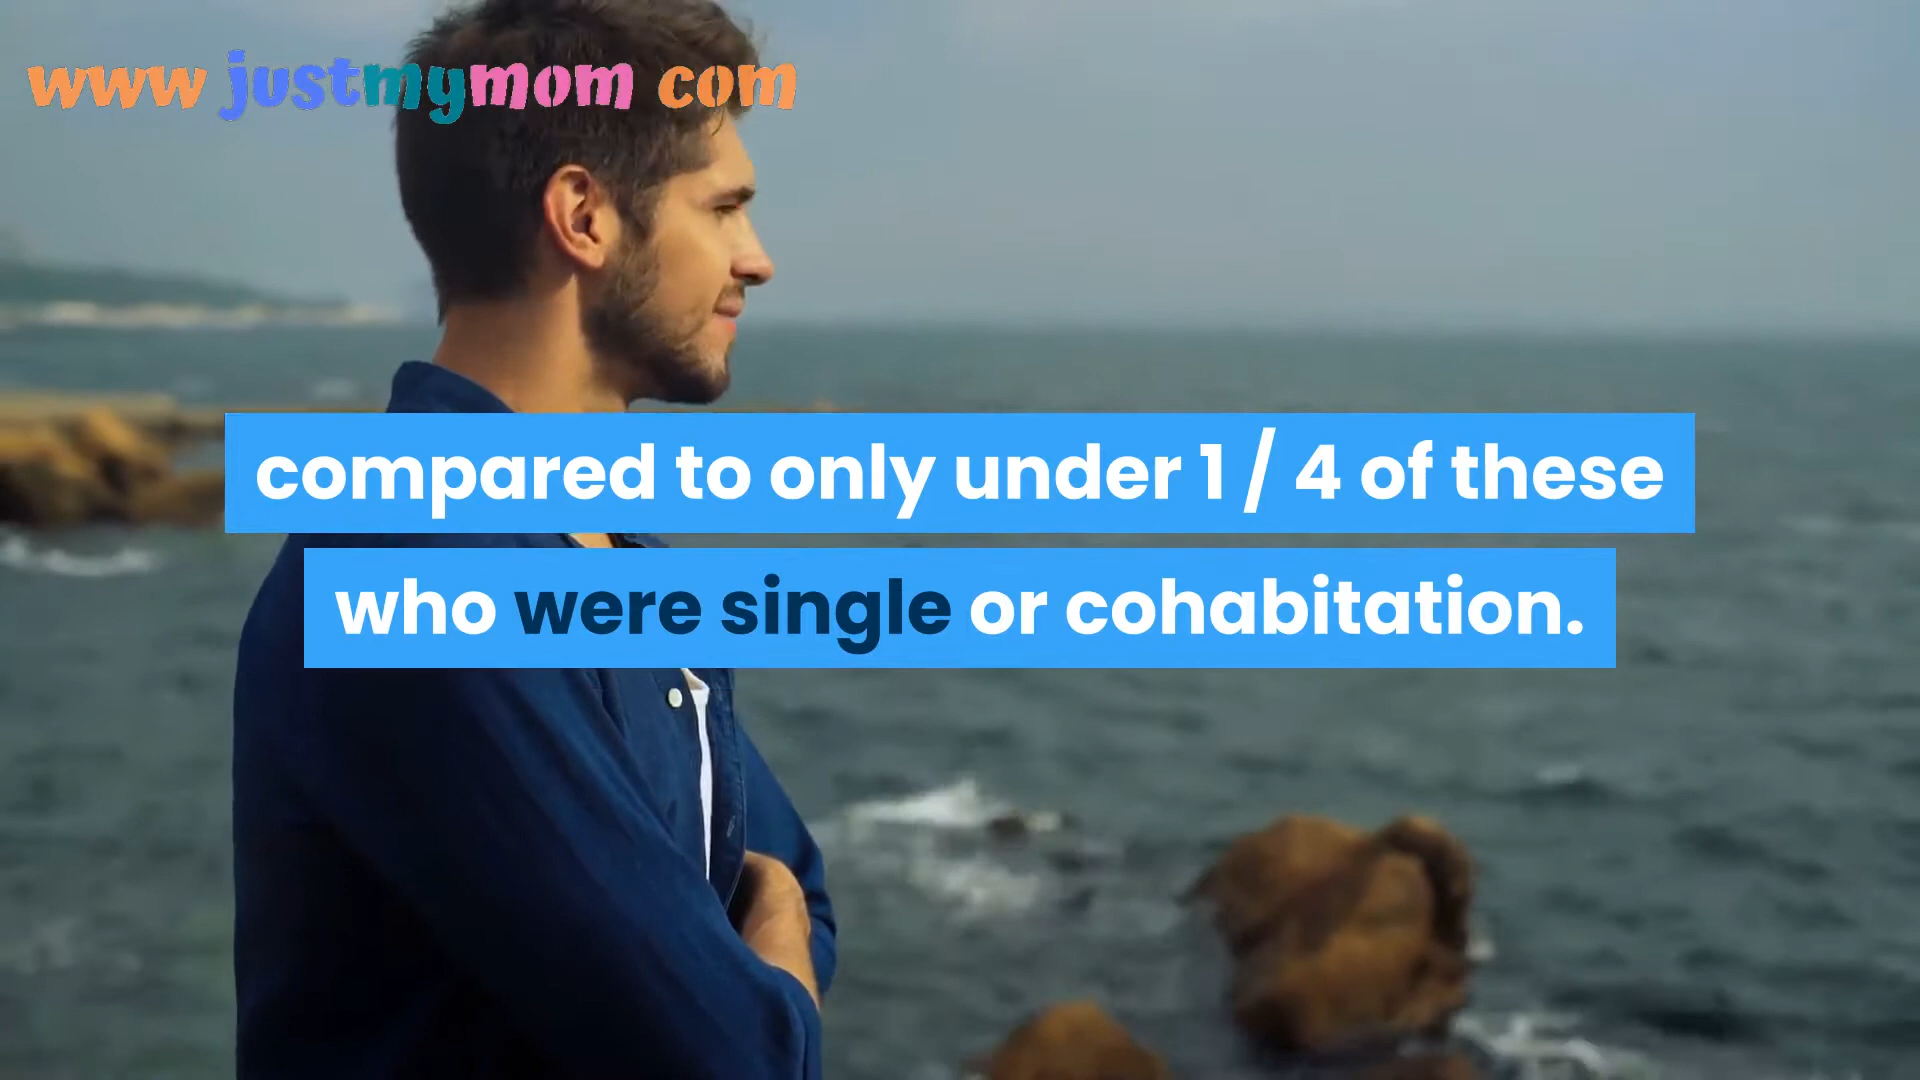 www justmymom com
compared to only under 1 / 4 of these
who were single or cohabitation.